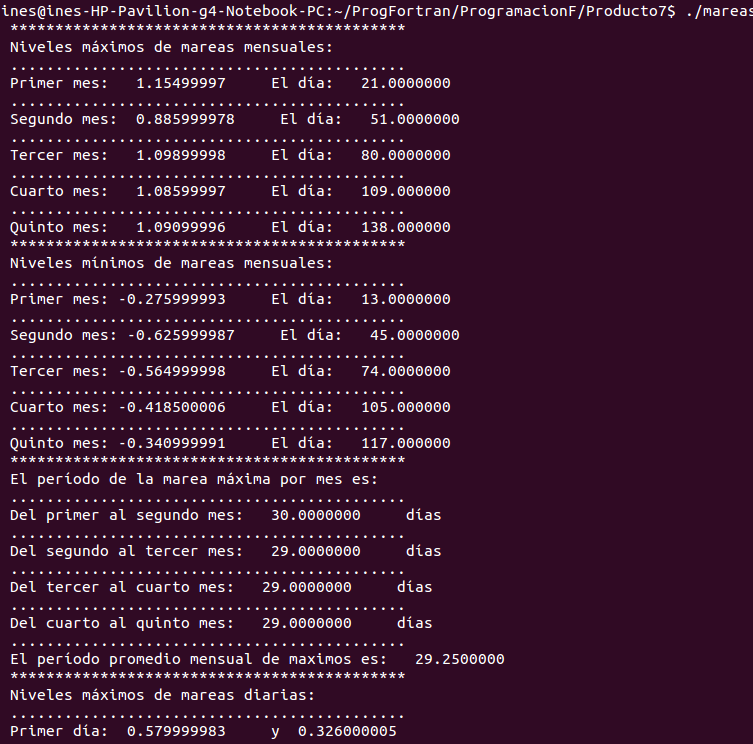 ines@ines-HP-Pavilion-g4-Notebook-PC:~/ProgFortran/ProgramacionF/Producto7$ ./mareas
********************************************
Niveles máximos de mareas mensuales:
............................................
Primer mes:   1.15499997     El día:   21.0000000
............................................
Segundo mes:  0.885999978     El día:   51.0000000
............................................
Tercer mes:   1.09899998     El día:   80.0000000
............................................
Cuarto mes:   1.08599997     El día:   109.000000
............................................
Quinto mes:   1.09099996     El día:   138.000000
********************************************
Niveles mínimos de mareas mensuales:
............................................
Primer mes: -0.275999993     El día:   13.0000000
............................................
Segundo mes: -0.625999987     El día:   45.0000000
............................................
Tercer mes: -0.564999998     El día:   74.0000000
............................................
Cuarto mes: -0.418500006     El día:   105.000000
............................................
Quinto mes: -0.340999991     El día:   117.000000
********************************************
El período de la marea máxima por mes es:
............................................
Del primer al segundo mes:   30.0000000     días
............................................
Del segundo al tercer mes:   29.0000000     días
............................................
Del tercer al cuarto mes:   29.0000000     días
............................................
Del cuarto al quinto mes:   29.0000000     días
............................................
El período promedio mensual de maximos es:   29.2500000
********************************************
Niveles máximos de mareas diarias:
............................................
Primer día:  0.579999983     y  0.326000005